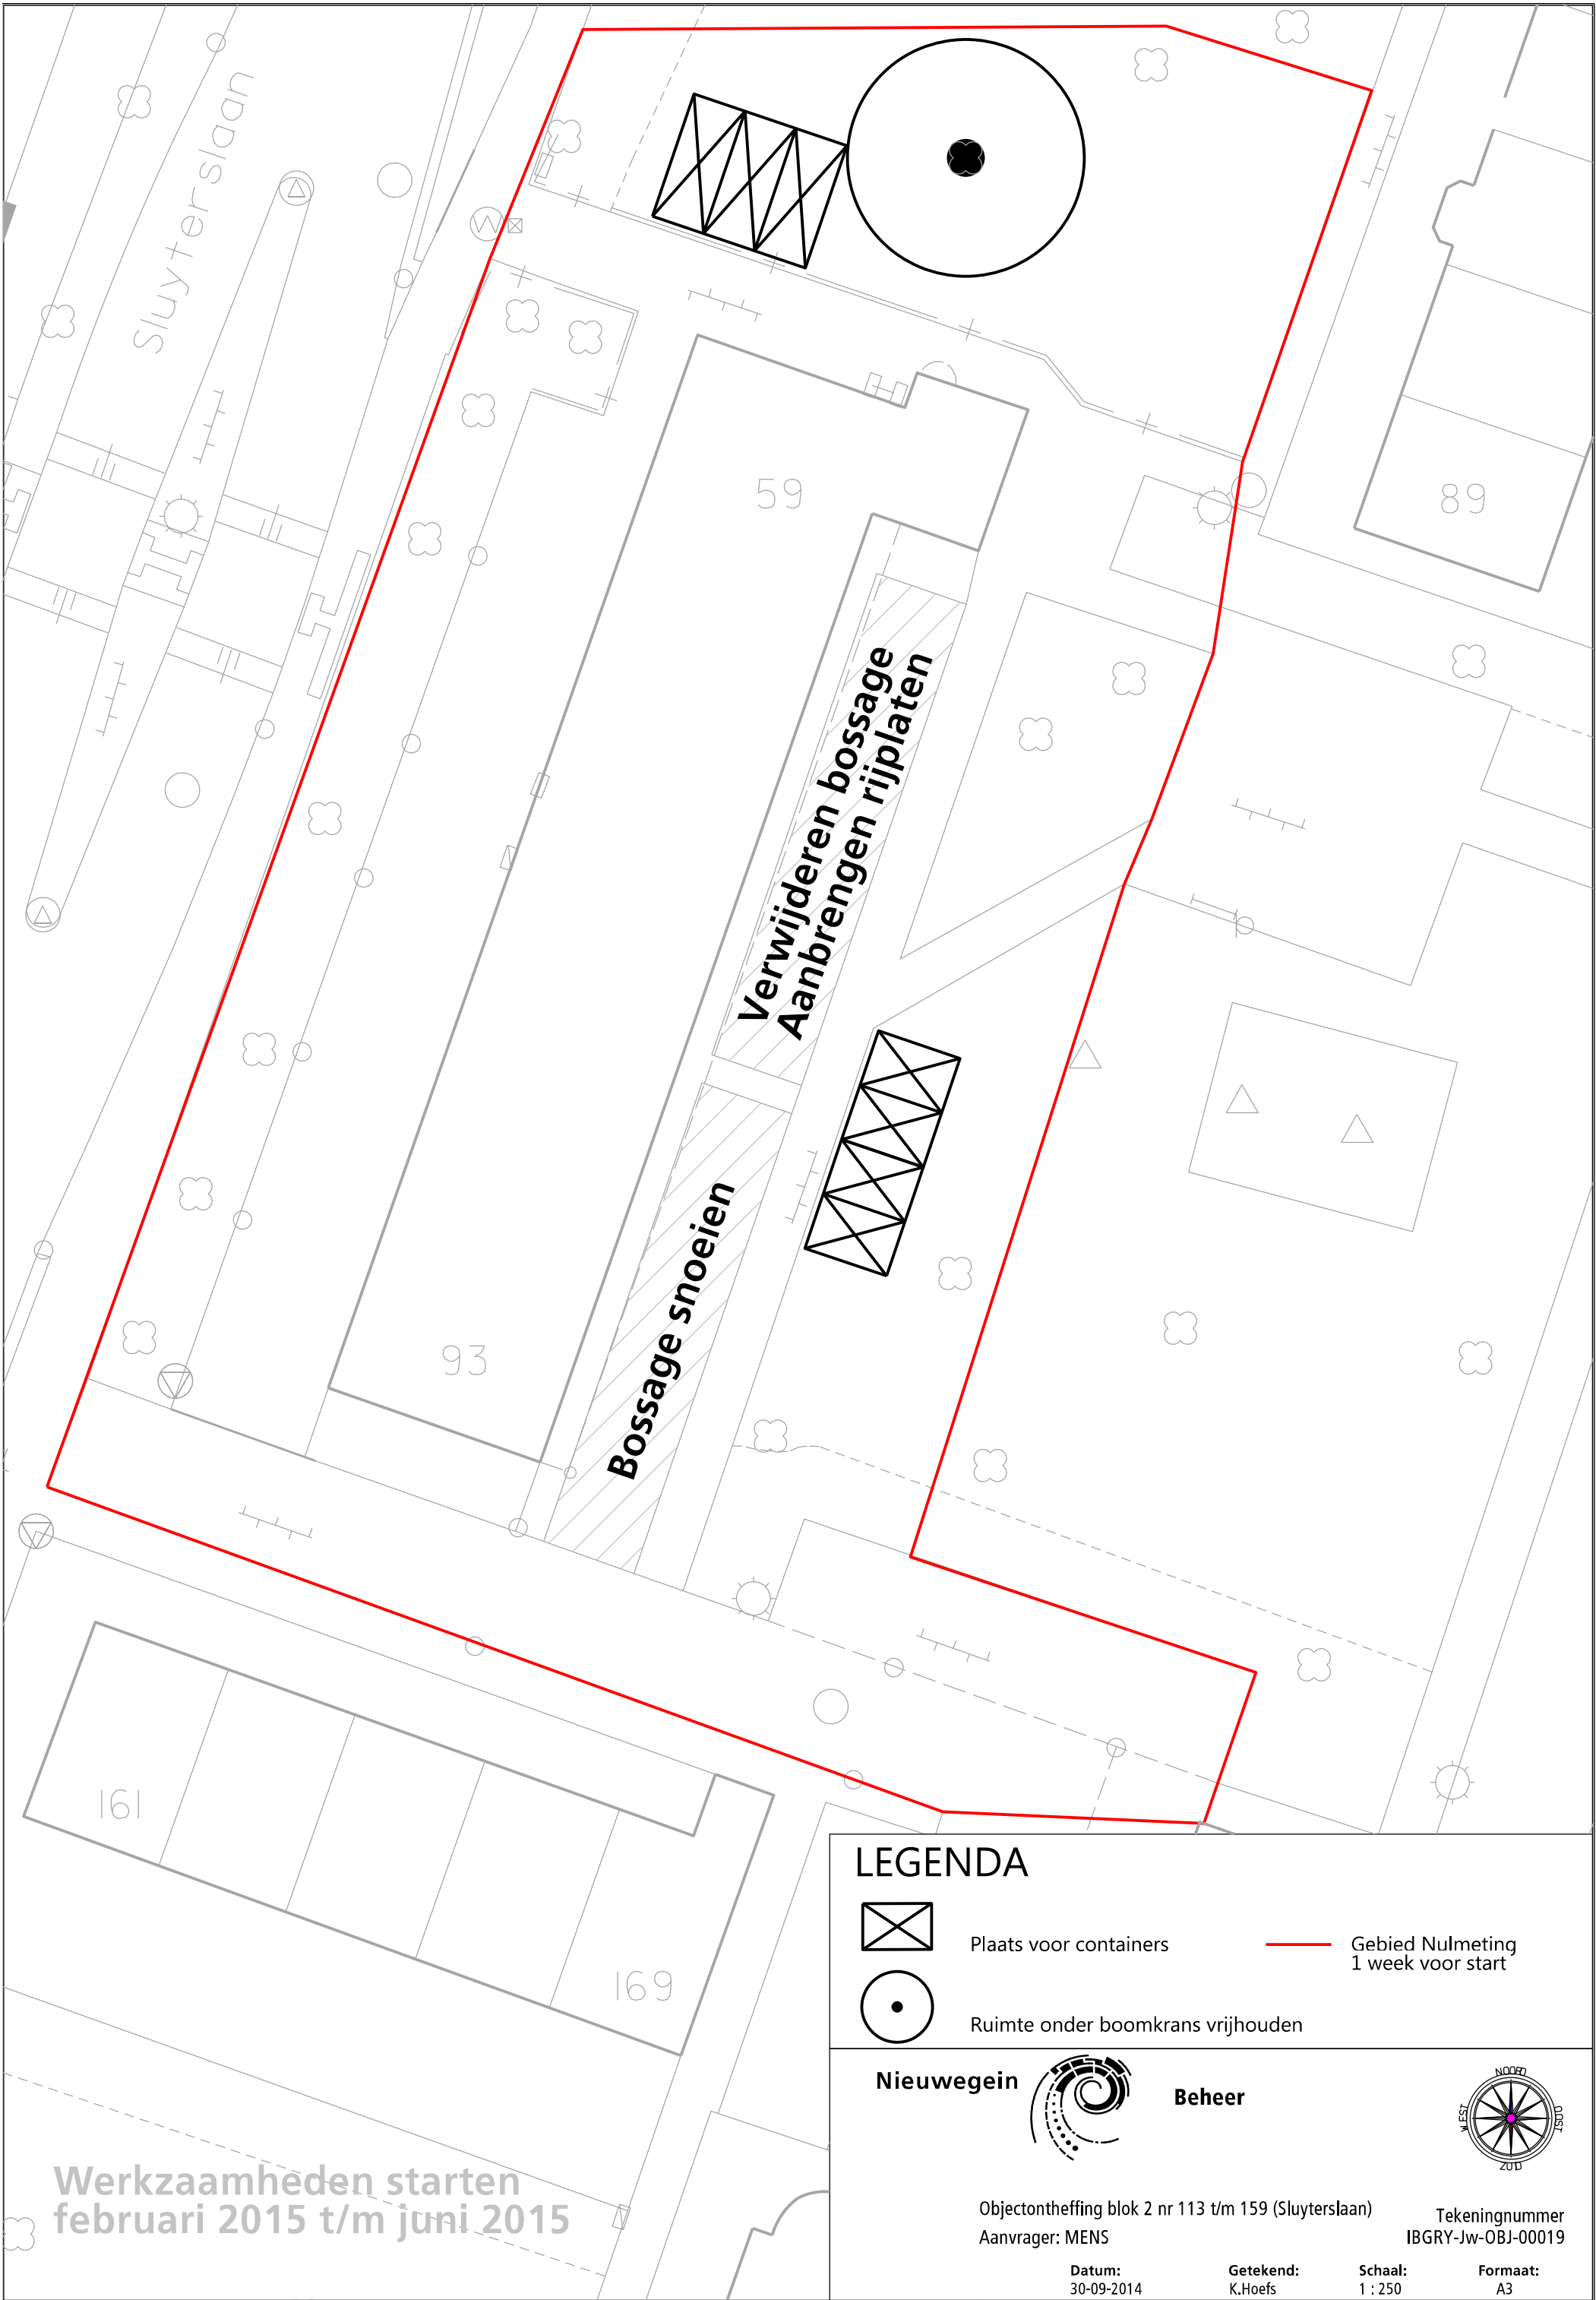 Sluyterslaan
59
89
Verwijderen bossage
Aanbrengen rijplaten
Bossage snoeien
93
161
169
LEGENDA
Plaats voor containers
Gebied Nulmeting
1 week voor start
Ruimte onder boomkrans vrijhouden
Nieuwegein
Beheer
NOORD
WEST
OOST
ZUID
Werkzaamheden starten
februari 2015 t/m juni 2015
Objectontheffing blok 2 nr 113 t/m 159 (Sluyterslaan)
Aanvrager: MENS
Tekeningnummer
IBGRY-Jw-OBJ-00019
Datum: Getekend: Schaal: Formaat:
30-09-2014 K.Hoefs 1 : 250 A3